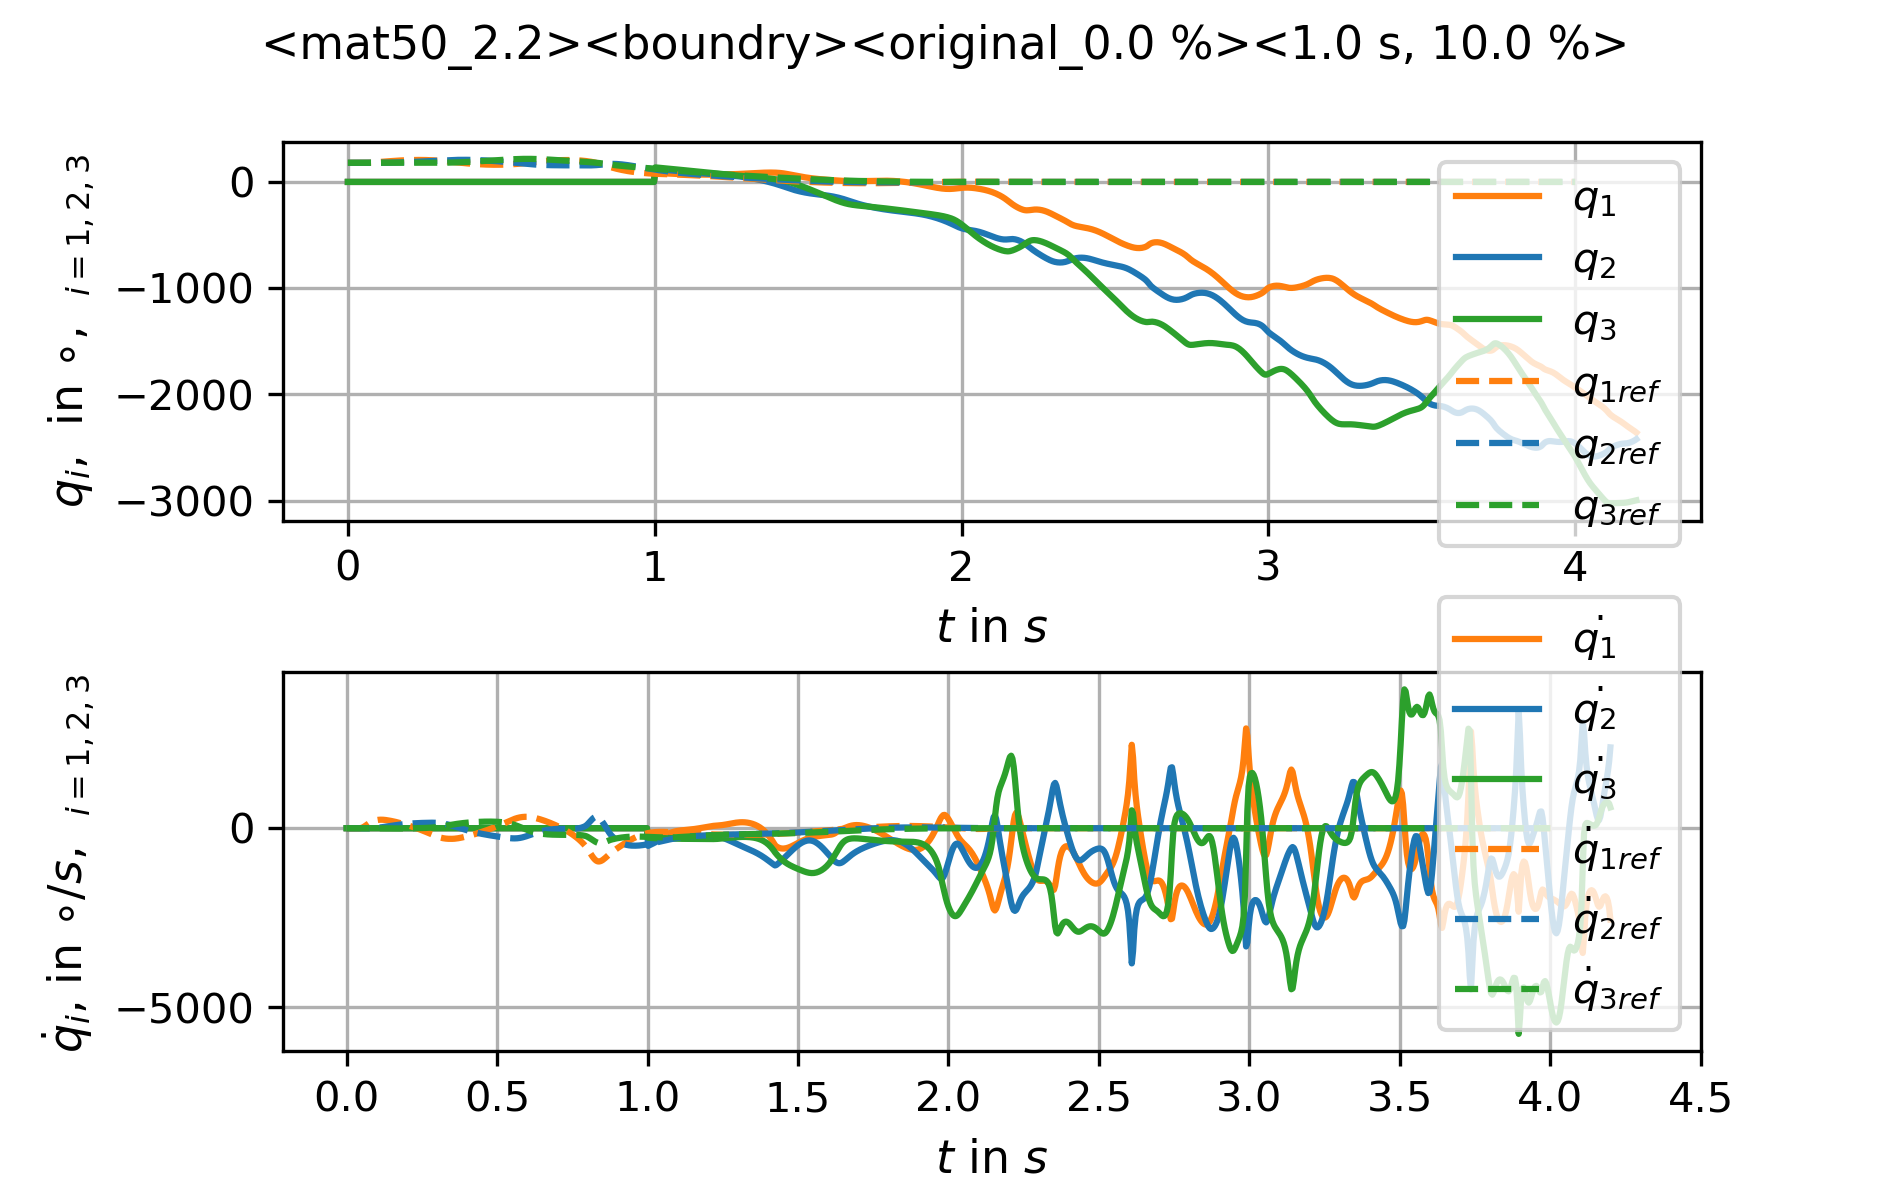 <mat50_2.2><boundry><original_0.0 %><1.0 s, 10.0 %>
q_i, in °, i = 1, 2, 3
0
−1000
−2000
−3000
0 1 2 3 4
t in s
q_1
q_2
q_3
q_1ref
q_2ref
q_3ref
q̇_i, in °/s, i = 1, 2, 3
0
−5000
0.0 0.5 1.0 1.5 2.0 2.5 3.0 3.5 4.0 4.5
t in s
q̇_1
q̇_2
q̇_3
q̇_1ref
q̇_2ref
q̇_3ref